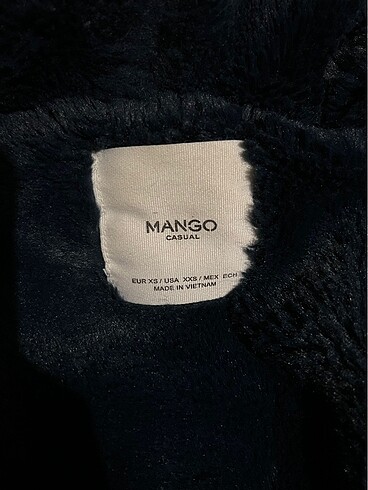 MANGO
CASUAL
EUR XS / USA XXS / MEX ECH
MADE IN VIETNAM